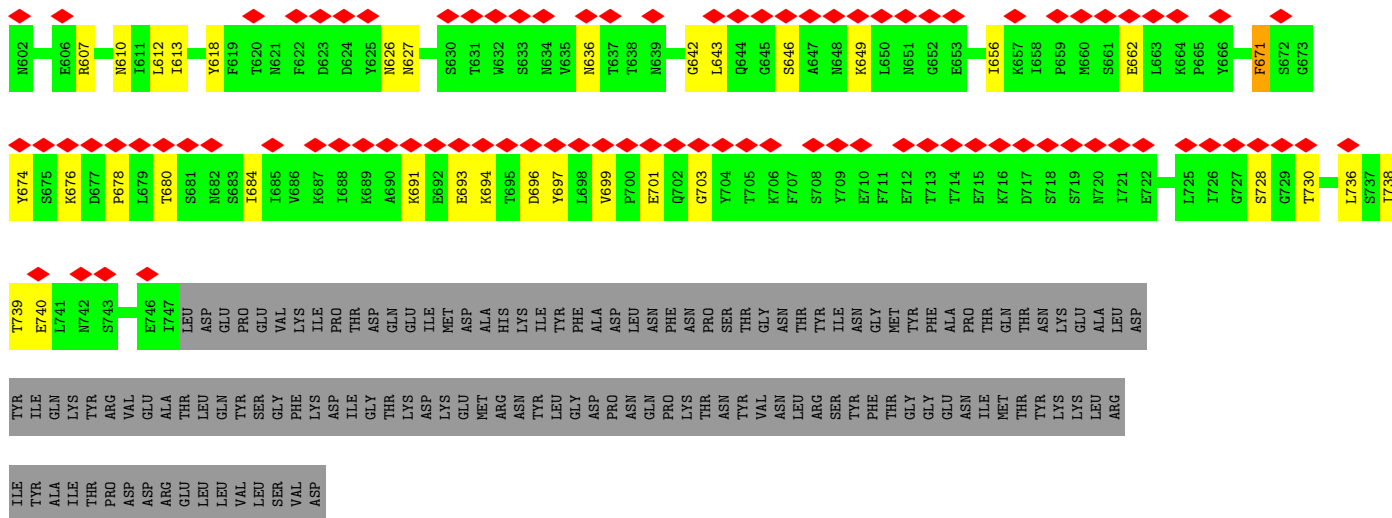 N602 E606 R607 N610 I611 L612 I613 Y618 F619 T620 N621 F622 D623 D624 Y625 N626 N627 S630 T631 W632 S633 N634 V635 N636 T637 T638 N639 G642 L643 Q644 G645 S646 A647 N648 K649 L650 N651 G652 E653 I656 K657 I658 P659 M660 S661 E662 L663 K664 P665 Y666 F671 S672 G673
Y674 S675 K676 D677 P678 L679 T680 S681 N682 S683 I684 I685 V686 K687 I688 K689 A690 K691 E692 E693 K694 T695 D696 Y697 L698 V699 P700 E701 Q702 G703 Y704 T705 K706 F707 S708 Y709 E710 F711 E712 T713 T714 E715 K716 D717 S718 S719 N720 I721 E722 L725 I726 G727 S728 G729 T730 L736 S737 I738
T739 E740 L741 N742 S743 E746 I747 LEU ASP GLU PRO GLU VAL LYS ILE PRO THR ASP GLN GLU ILE MET ASP ALA HIS LYS ILE TYR PHE ALA ASP LEU ASN PHE ASN PRO SER THR GLY ASN THR TYR ILE ASN GLY MET TYR PHE ALA PRO THR GLN THR ASN LYS GLU ALA LEU ASP
TYR ILE GLN LYS TYR ARG VAL GLU ALA THR LEU GLN TYR SER GLY PHE LYS ASP ILE GLY THR LYS ASP LYS GLU MET ARG ASN TYR LEU GLY ASP PRO ASN GLN PRO LYS THR ASN TYR VAL ASN LEU ARG SER TYR PHE THR GLY GLY GLU ASN ILE MET THR TYR LYS LYS LEU ARG
ILE TYR ALA ILE THR PRO ASP ASP ARG GLU LEU LEU VAL LEU SER VAL ASP